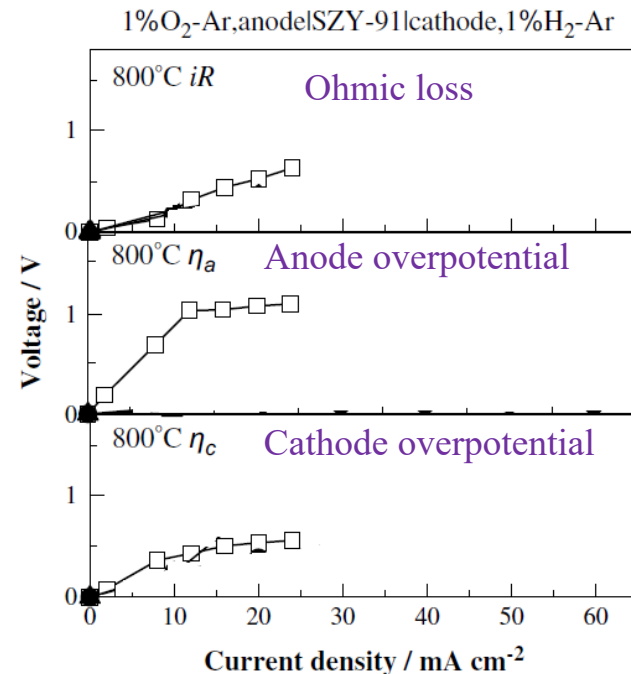 1%O₂-Ar,anode|SZY-91|cathode,1%H₂-Ar
800°C iR
Ohmic loss
1
0
800°C ηₐ
Anode overpotential
1
0
800°C η꜀
Cathode overpotential
1
0
0 10 20 30 40 50 60
Voltage / V
Current density / mA cm⁻²